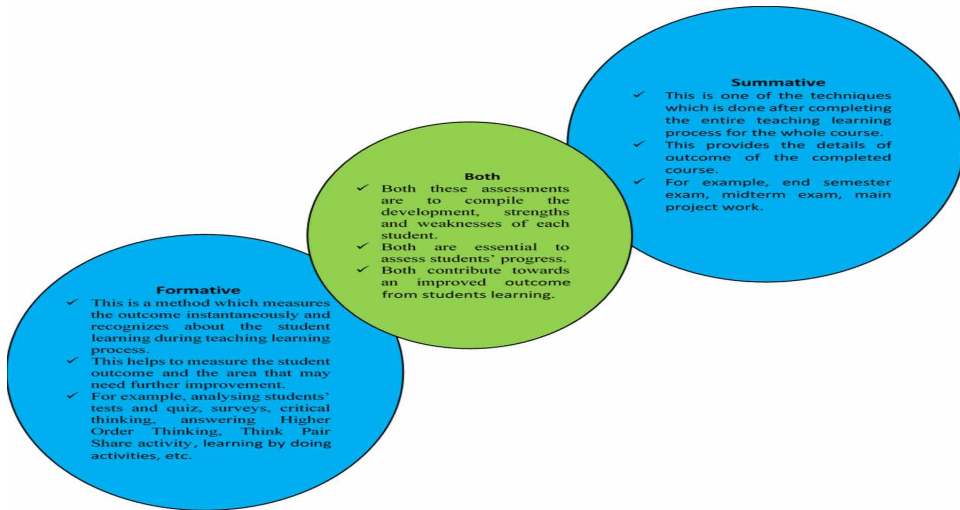 Summative
✓ This is one of the techniques
which is done after completing
the entire teaching learning
process for the whole course.
✓ This provides the details of
outcome of the completed
course.
✓ For example, end semester
exam, midterm exam, main
project work.
Both
✓ Both these assessments
are to compile the
development, strengths
and weaknesses of each
student.
✓ Both are essential to
assess students’ progress.
✓ Both contribute towards
an improved outcome
from students learning.
Formative
✓ This is a method which measures
the outcome instantaneously and
recognizes about the student
learning during teaching learning
process.
✓ This helps to measure the student
outcome and the area that may
need further improvement.
✓ For example, analysing students’
tests and quiz, surveys, critical
thinking, answering Higher
Order Thinking, Think Pair
Share activity, learning by doing
activities, etc.